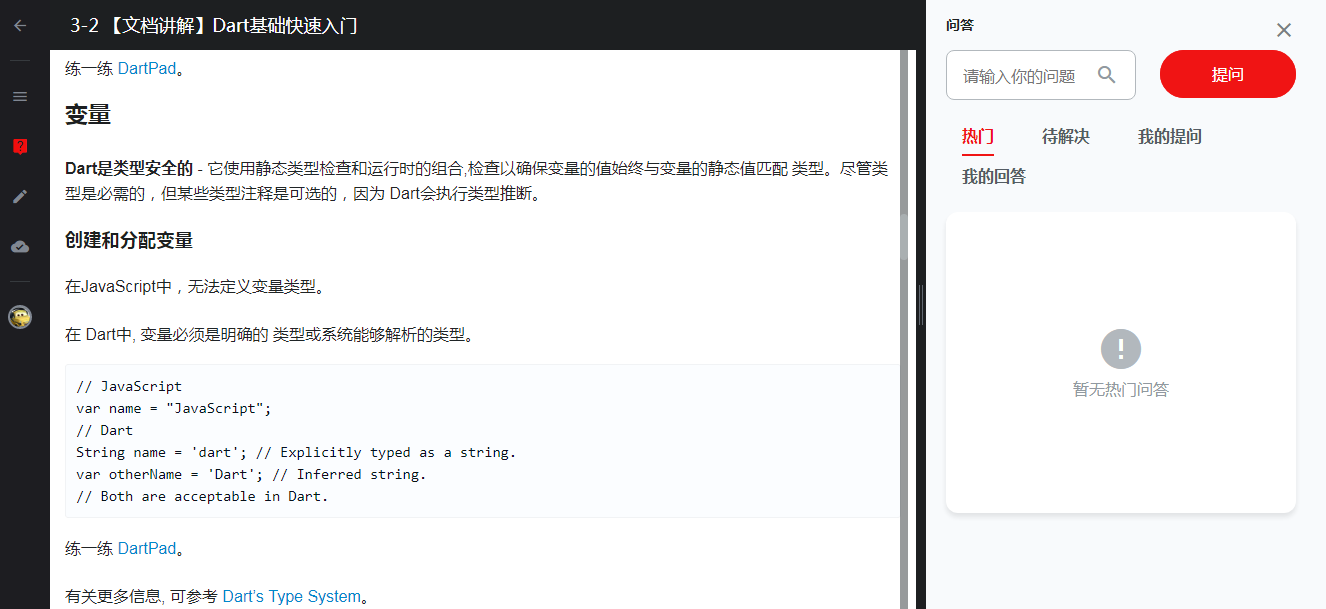 3-2 【文档讲解】Dart基础快速入门
练一练 DartPad。
变量
Dart是类型安全的 - 它使用静态类型检查和运行时的组合,检查以确保变量的值始终与变量的静态值匹配 类型。尽管类
型是必需的，但某些类型注释是可选的，因为 Dart会执行类型推断。
创建和分配变量
在JavaScript中，无法定义变量类型。
在 Dart中, 变量必须是明确的 类型或系统能够解析的类型。
// JavaScript
var name = "JavaScript";
// Dart
String name = 'dart'; // Explicitly typed as a string.
var otherName = 'Dart'; // Inferred string.
// Both are acceptable in Dart.
练一练 DartPad。
有关更多信息, 可参考 Dart's Type System。
问答
请输入你的问题
提问
热门
待解决
我的提问
我的回答
暂无热门问答